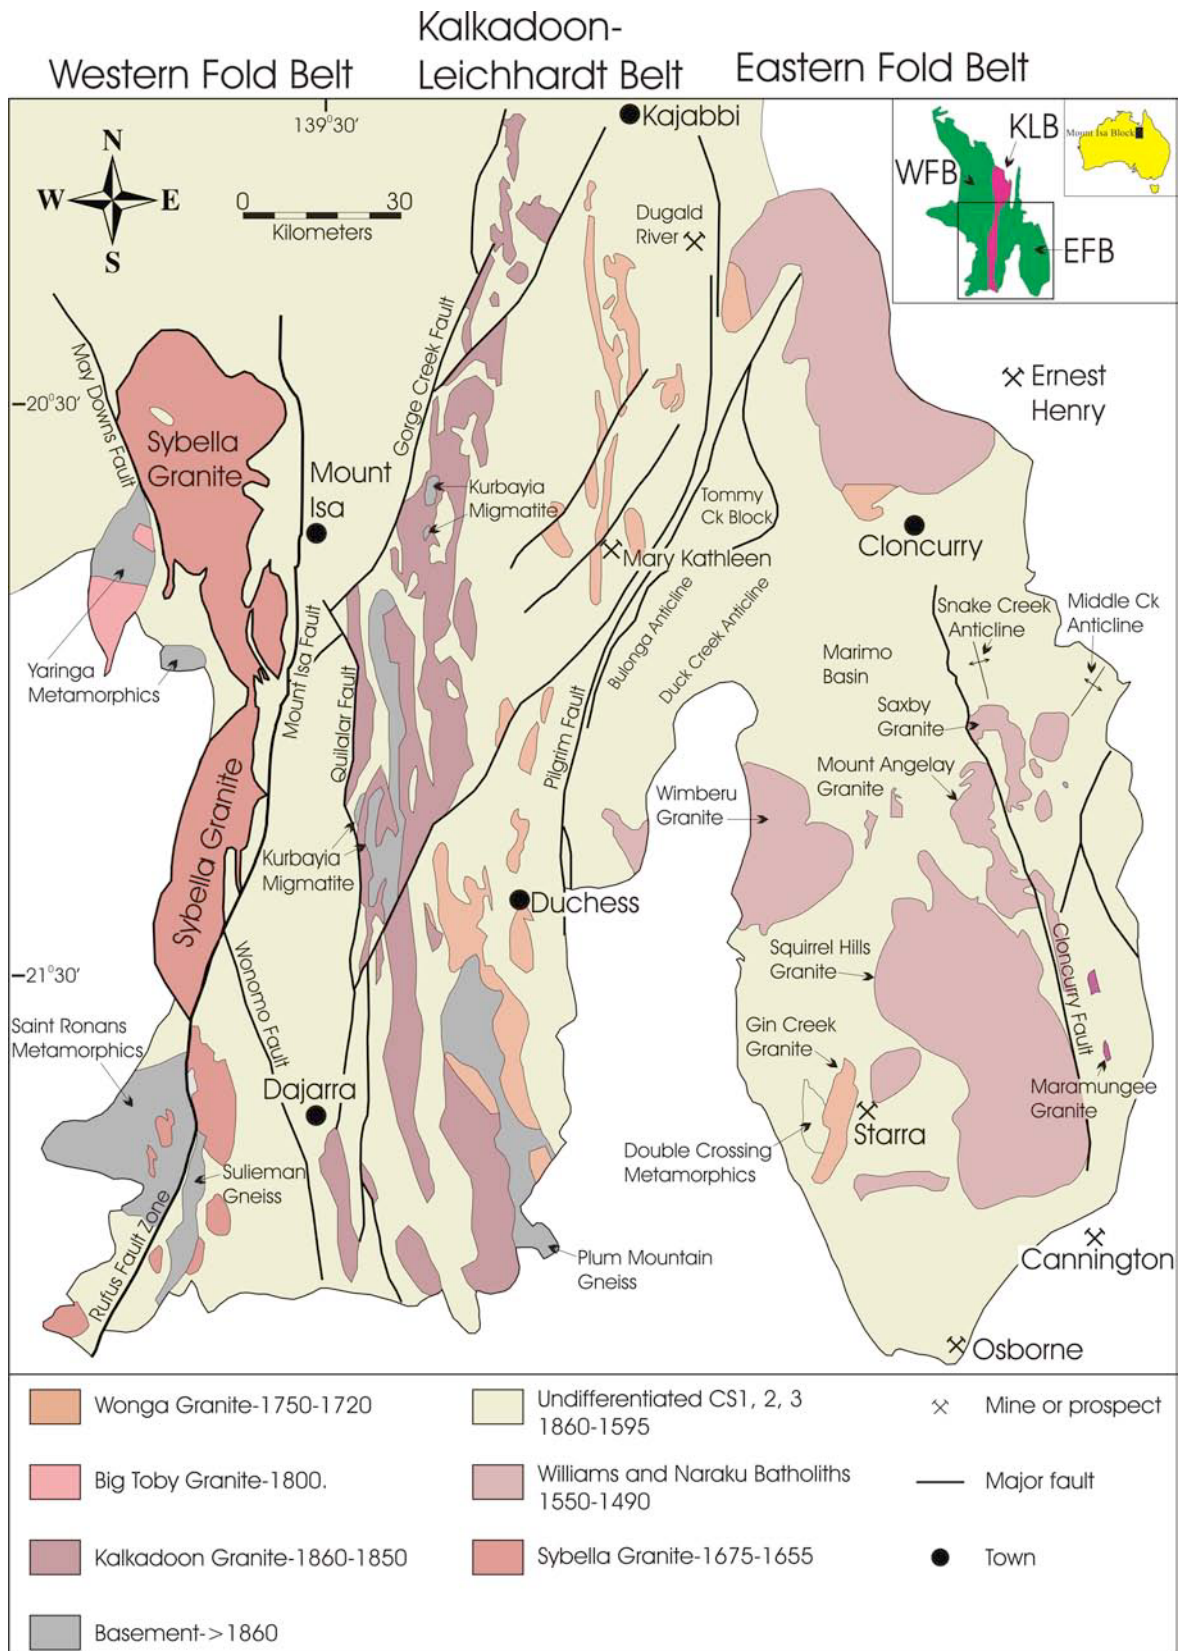 Western Fold Belt
Kalkadoon-
Leichhardt Belt
Eastern Fold Belt
139°30′
Kajabbi
N
W E
S
0 30
Kilometers
Dugald
River
KLB
WFB
EFB
Mount Isa Block
May Downs Fault
Gorge Creek Fault
Ernest
Henry
20°30′
Sybella
Granite
Mount
Isa
Kurbayia
Migmatite
Tommy
Ck Block
Mary Kathleen
Cloncurry
Yaringa
Metamorphics
Mount Isa Fault
Quilalar Fault
Pilgrim Fault
Bulonga Anticline
Duck Creek Anticline
Marimo
Basin
Snake Creek
Anticline
Middle Ck
Anticline
Saxby
Granite
Mount Angelay
Granite
Wimberu
Granite
Sybella Granite
Kurbayia
Migmatite
Duchess
Wonomo Fault
Squirrel Hills
Granite
Cloncurry Fault
21°30′
Saint Ronans
Metamorphics
Gin Creek
Granite
Dajarra
Starra
Maramungee
Granite
Double Crossing
Metamorphics
Sulieman
Gneiss
Rufus Fault Zone
Plum Mountain
Gneiss
Cannington
Osborne
Wonga Granite-1750-1720
Undifferentiated CS1, 2, 3
1860-1595
Mine or prospect
Big Toby Granite-1800.
Williams and Naraku Batholiths
1550-1490
Major fault
Kalkadoon Granite-1860-1850
Sybella Granite-1675-1655
Town
Basement->1860